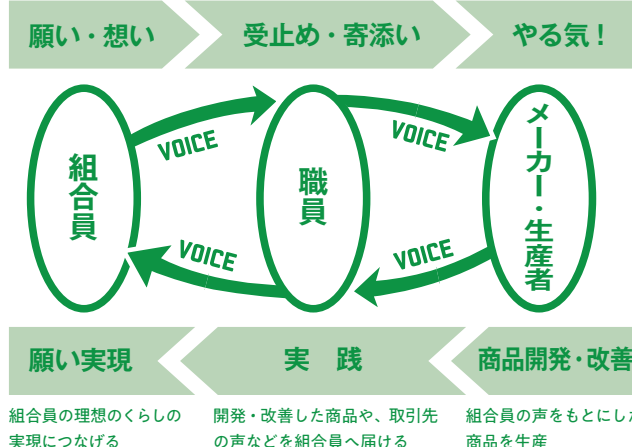 願い・想い
受止め・寄添い
やる気！
VOICE
VOICE
組合員
職員
メーカー・生産者
VOICE
VOICE
願い実現
実　践
商品開発・改善
組合員の理想のくらしの
実現につなげる
開発・改善した商品や、取引先
の声などを組合員へ届ける
組合員の声をもとにした
商品を生産